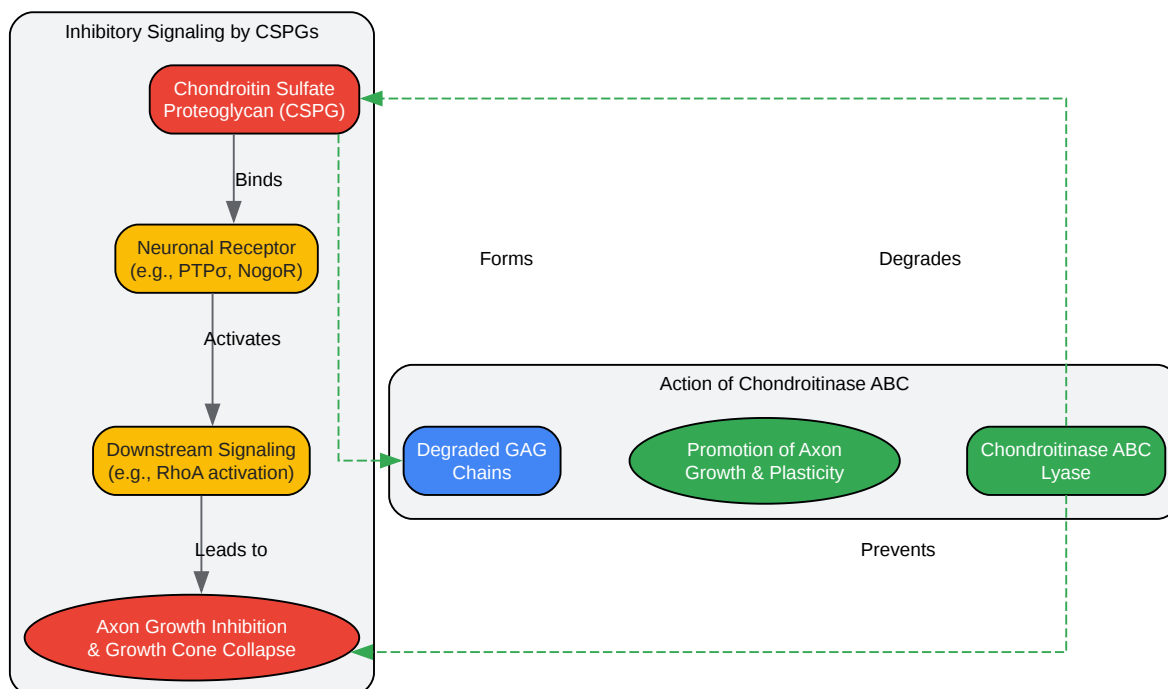 Inhibitory Signaling by CSPGs
Chondroitin Sulfate
Proteoglycan (CSPG)
Binds
Neuronal Receptor
(e.g., PTPσ, NogoR)
Forms
Degrades
Activates
Action of Chondroitinase ABC
Downstream Signaling
(e.g., RhoA activation)
Degraded GAG
Chains
Promotion of Axon
Growth & Plasticity
Chondroitinase ABC
Lyase
Leads to
Prevents
Axon Growth Inhibition
& Growth Cone Collapse